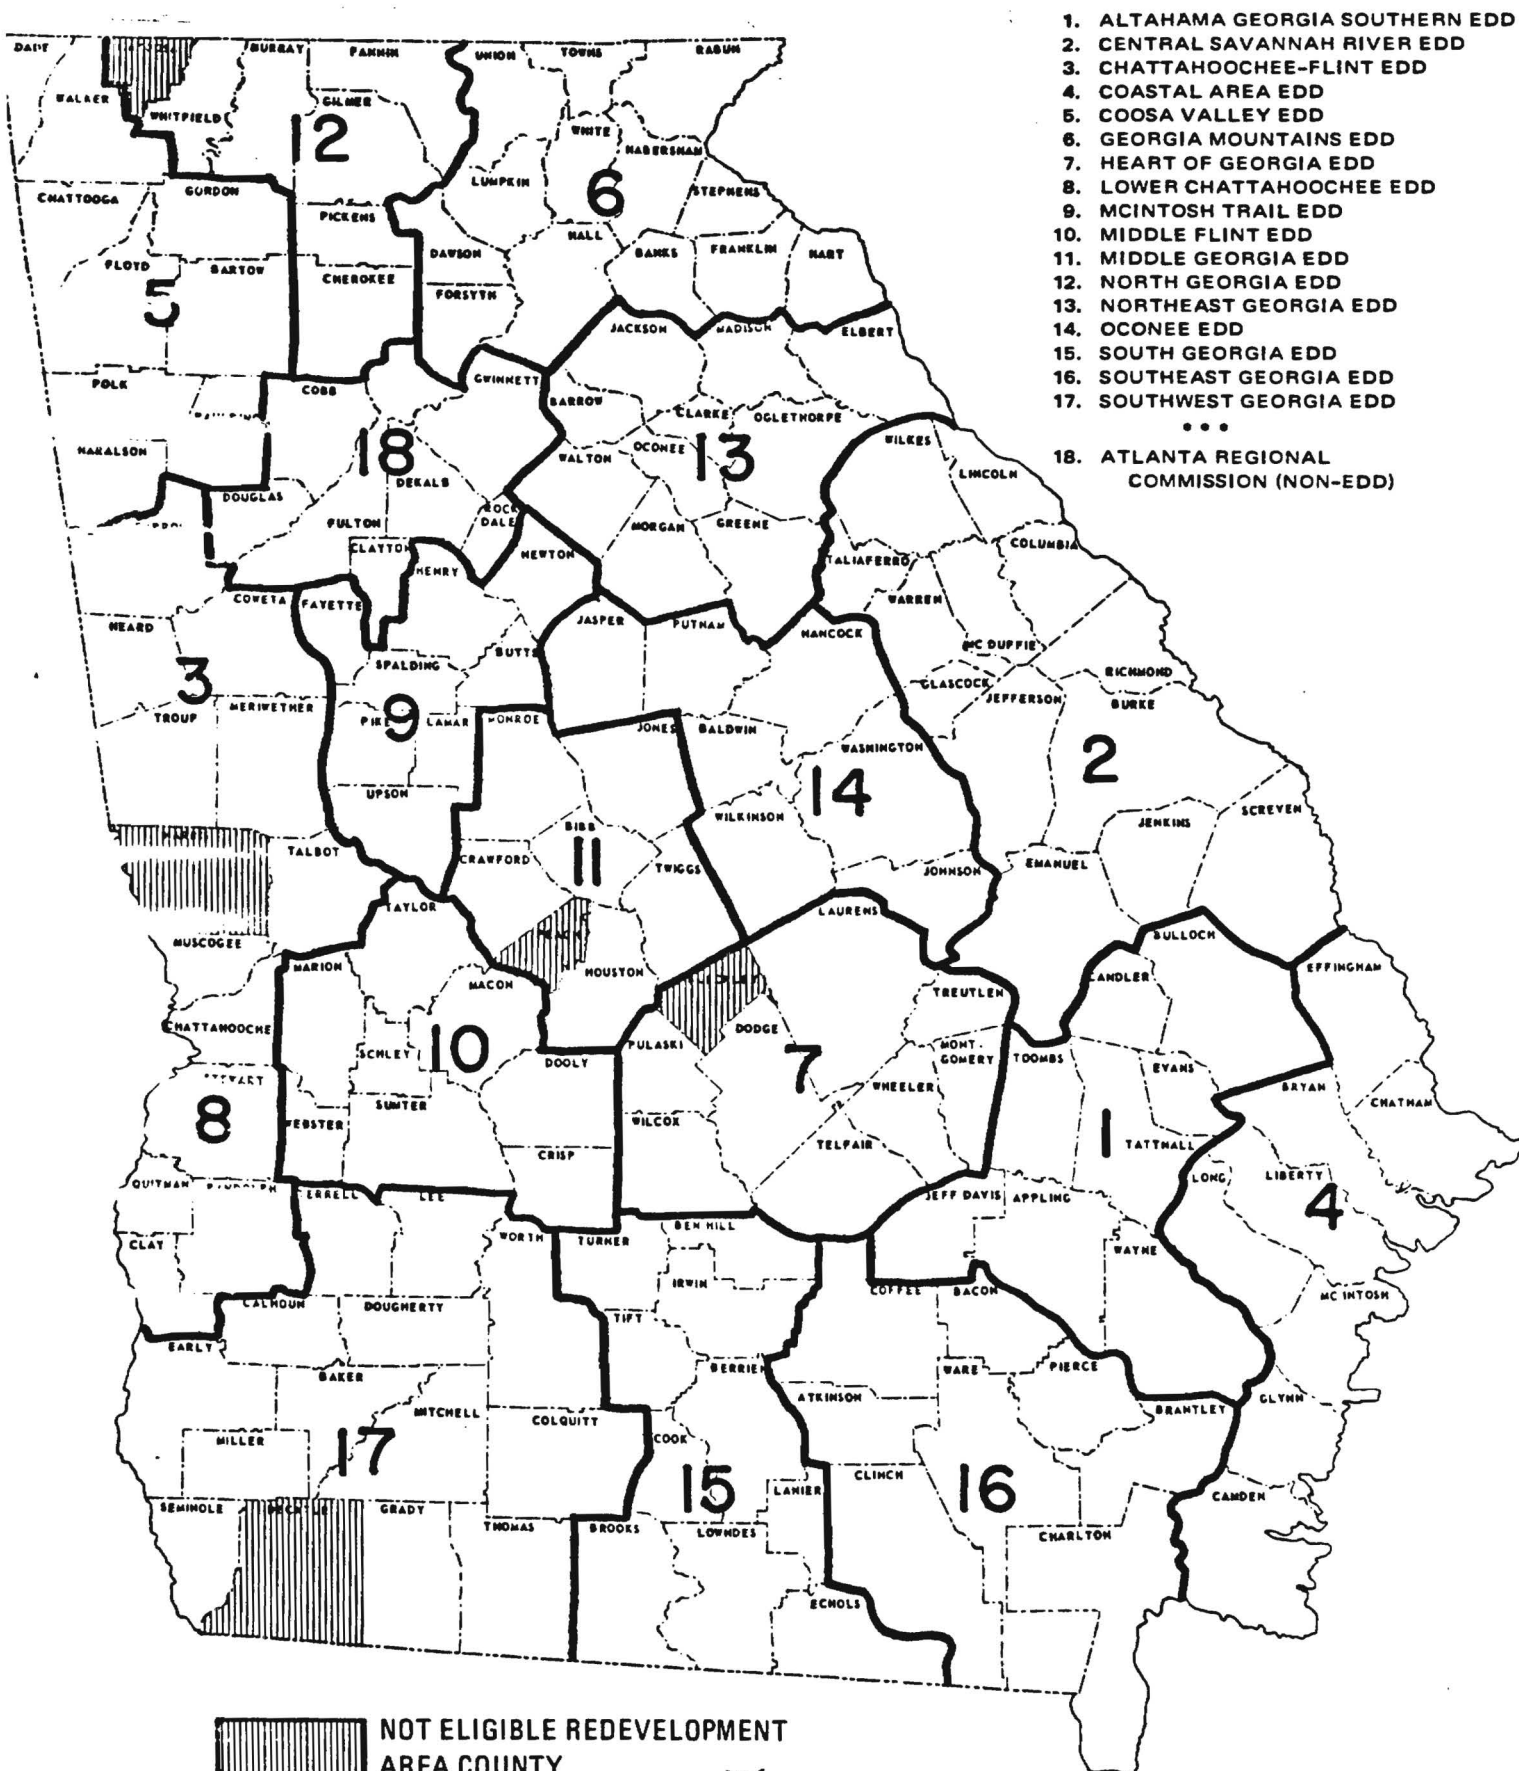 1. ALTAHAMA GEORGIA SOUTHERN EDD
2. CENTRAL SAVANNAH RIVER EDD
3. CHATTAHOOCHEE-FLINT EDD
4. COASTAL AREA EDD
5. COOSA VALLEY EDD
6. GEORGIA MOUNTAINS EDD
7. HEART OF GEORGIA EDD
8. LOWER CHATTAHOOCHEE EDD
9. MCINTOSH TRAIL EDD
10. MIDDLE FLINT EDD
11. MIDDLE GEORGIA EDD
12. NORTH GEORGIA EDD
13. NORTHEAST GEORGIA EDD
14. OCONEE EDD
15. SOUTH GEORGIA EDD
16. SOUTHEAST GEORGIA EDD
17. SOUTHWEST GEORGIA EDD
• • •
18. ATLANTA REGIONAL
COMMISSION (NON-EDD)
DADE
MURRAY
FANNIN
UNION
TOWNS
RABUN
WALKER
WHITFIELD
GILMER
12
WHITE
HABERSHAM
LUMPKIN
6
STEPHENS
CHATTOOGA
GORDON
PICKENS
HALL
DAWSON
BANKS
FRANKLIN
HART
FLOYD
BARTOW
CHEROKEE
FORSYTH
5
JACKSON
MADISON
ELBERT
POLK
COBB
GWINNETT
BARROW
CLARKE
OGLETHORPE
HARALSON
18
DEKALB
WALTON
OCONEE
13
WILKES
LINCOLN
DOUGLAS
FULTON
ROCK
DALE
MORGAN
GREENE
CLAYTON
HENRY
NEWTON
TALIAFERRO
COLUMBIA
COWETA
FAYETTE
WARREN
HEARD
JASPER
PUTNAM
HANCOCK
SPALDING
BUTTS
MC DUFFIE
3
RICHMOND
GLASCOCK
JEFFERSON
BURKE
TROUP
MERIWETHER
PIKE
9
LAMAR
MONROE
JONES
BALDWIN
WASHINGTON
2
UPSON
14
WILKINSON
SCREVEN
JENKINS
BIBB
TALBOT
CRAWFORD
11
TWIGGS
JOHNSON
EMANUEL
TAYLOR
LAURENS
MUSCOGEE
BULLOCH
MARION
MACON
HOUSTON
EFFINGHAM
CANDLER
TREUTLEN
CHATTAHOOCHE
SCHLEY
10
DOOLY
PULASKI
DODGE
7
MONT-
GOMERY
TOOMBS
EVANS
STEWART
SUMTER
WHEELER
BRYAN
CHATHAM
8
WEBSTER
WILCOX
TELFAIR
1
TATTNALL
CRISP
LONG
LIBERTY
QUITMAN
RANDOLPH
TERRELL
LEE
JEFF DAVIS
APPLING
4
CLAY
WORTH
TURNER
BEN HILL
WAYNE
IRWIN
COFFEE
BACON
MC INTOSH
CALHOUN
DOUGHERTY
TIFT
EARLY
BAKER
BERRIEN
WARE
PIERCE
ATKINSON
GLYNN
MITCHELL
COLQUITT
BRANTLEY
MILLER
17
COOK
15
LANIER
CLINCH
16
CAMDEN
SEMINOLE
DECATUR
GRADY
THOMAS
BROOKS
LOWNDES
CHARLTON
ECHOLS
NOT ELIGIBLE REDEVELOPMENT
AREA COUNTY